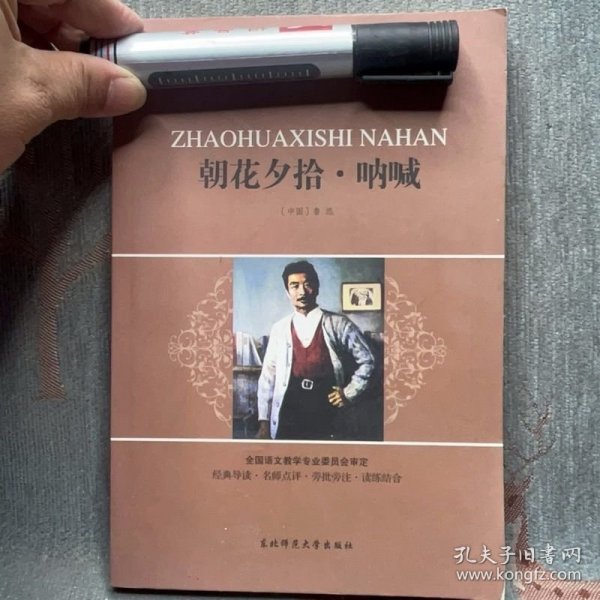 ZHAOHUAXISHI NAHAN
朝花夕拾·呐喊
〔中国〕鲁迅
全国语文教学专业委员会审定
经典导读·名师点评·旁批旁注·读练结合
东北师范大学出版社
孔夫子旧书网
www.kongfz.com